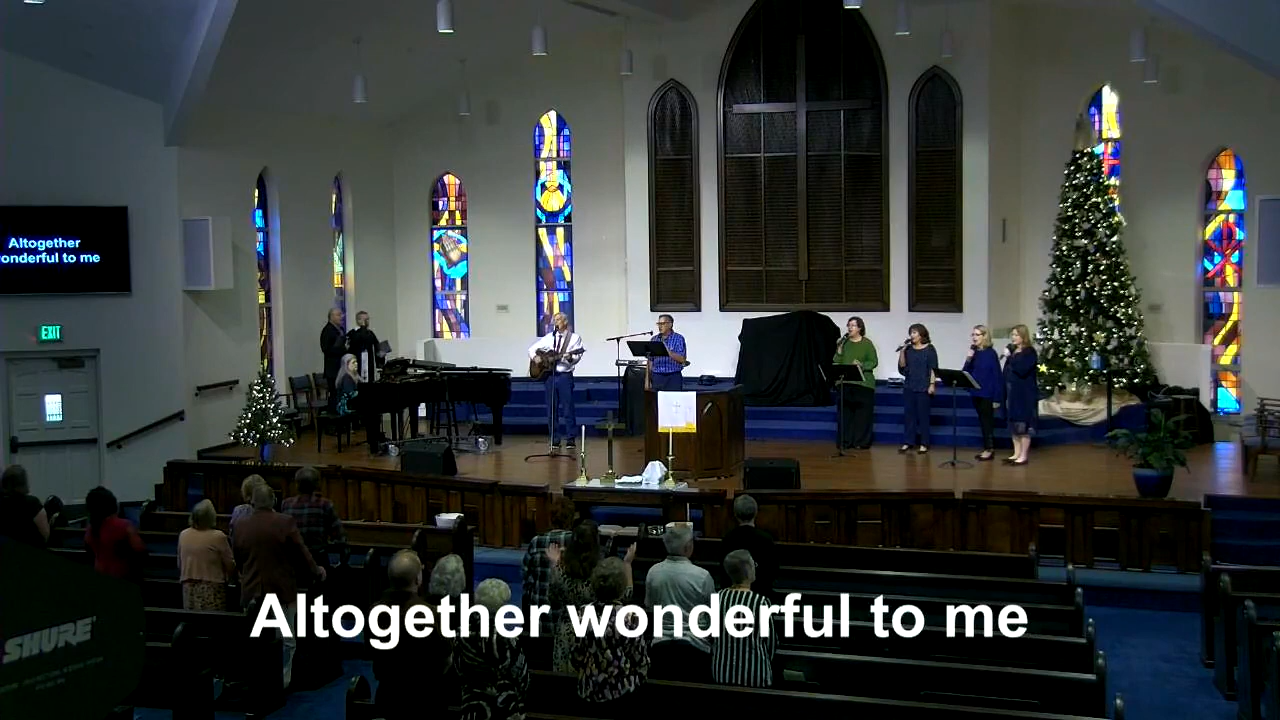 Altogether
onderful to me
EXIT
SHURE
Altogether wonderful to me